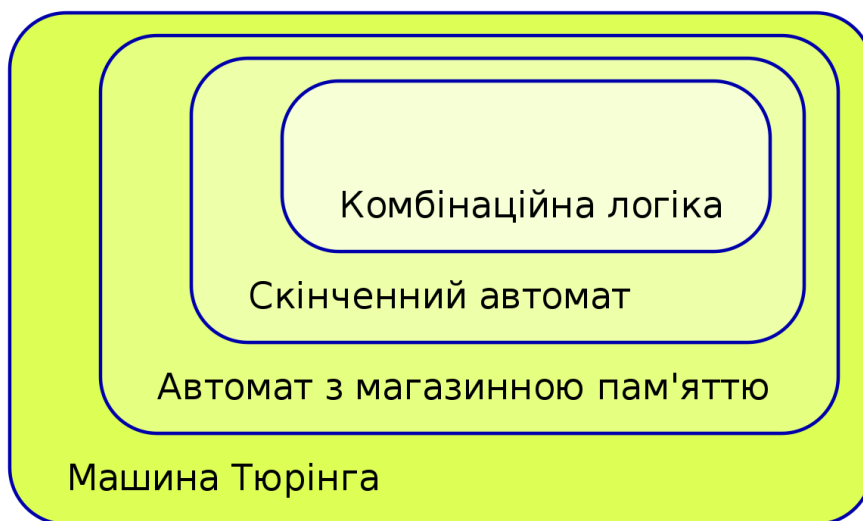 Комбінаційна логіка
Скінченний автомат
Автомат з магазинною пам'яттю
Машина Тюрінга